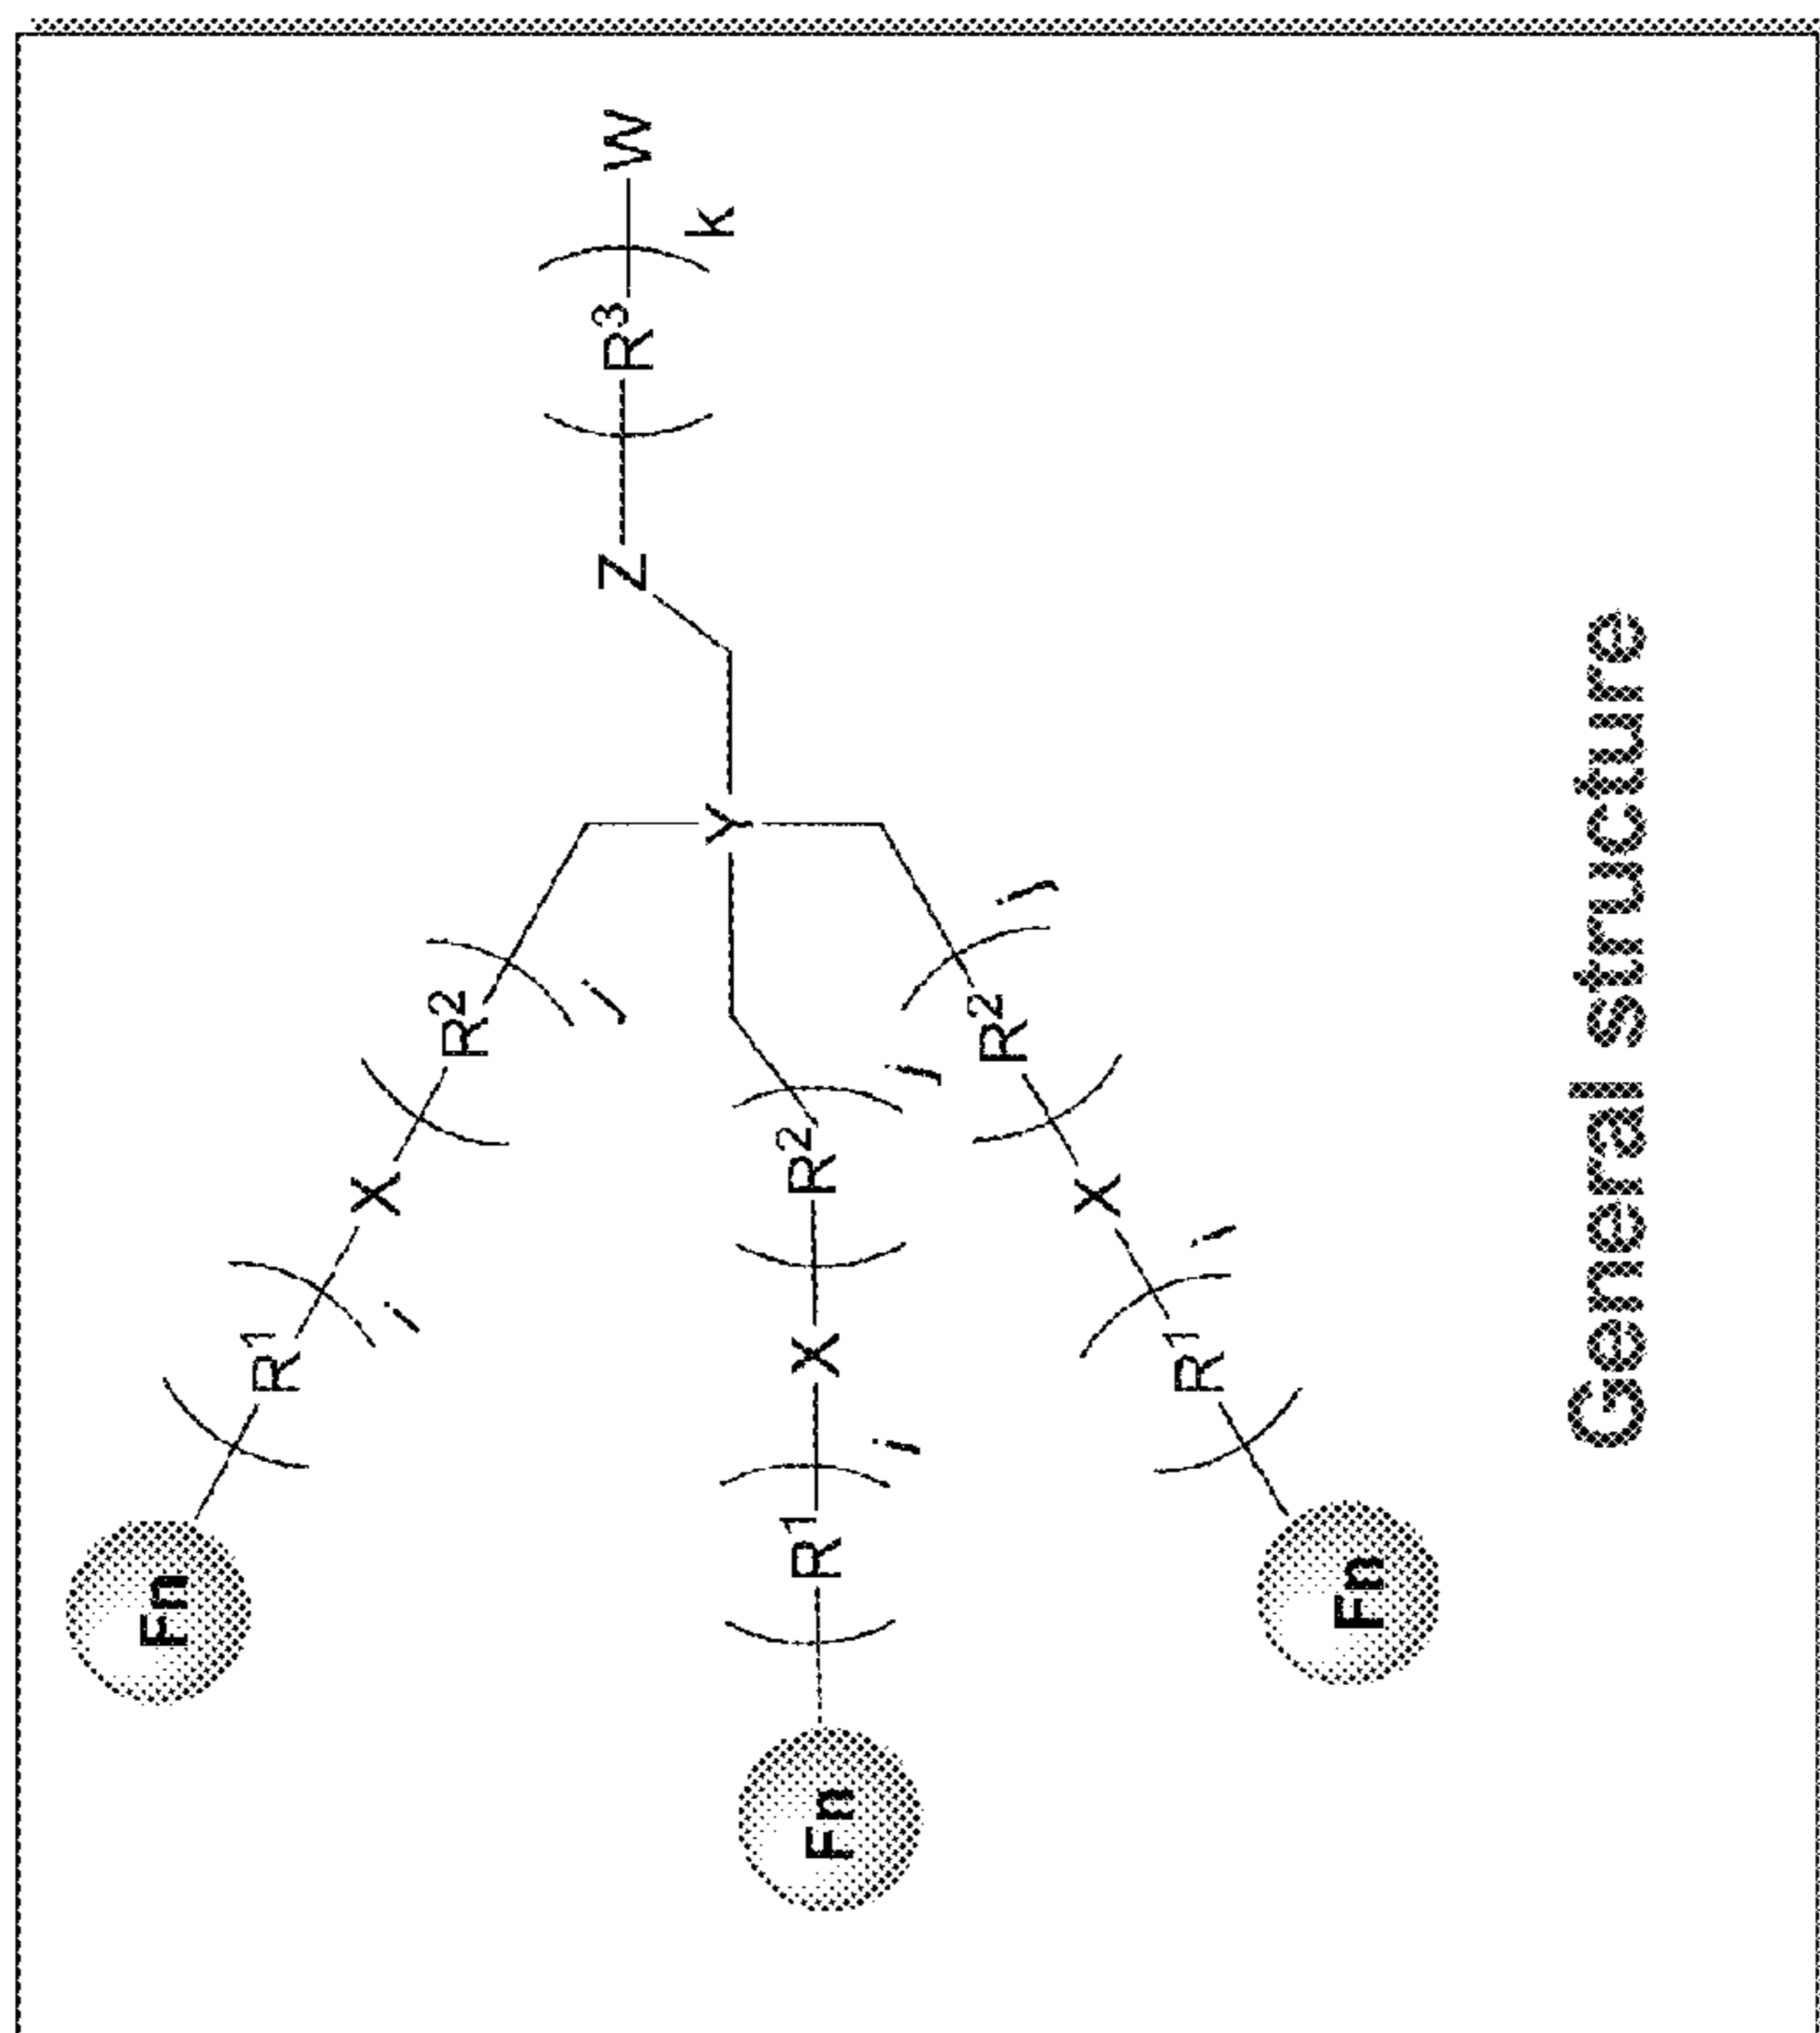 Fn(R¹)i X(R²)j
Z(R³)k W
Y
Fn(R¹)i X(R²)j
Fn(R¹)i X(R²)j
General structure